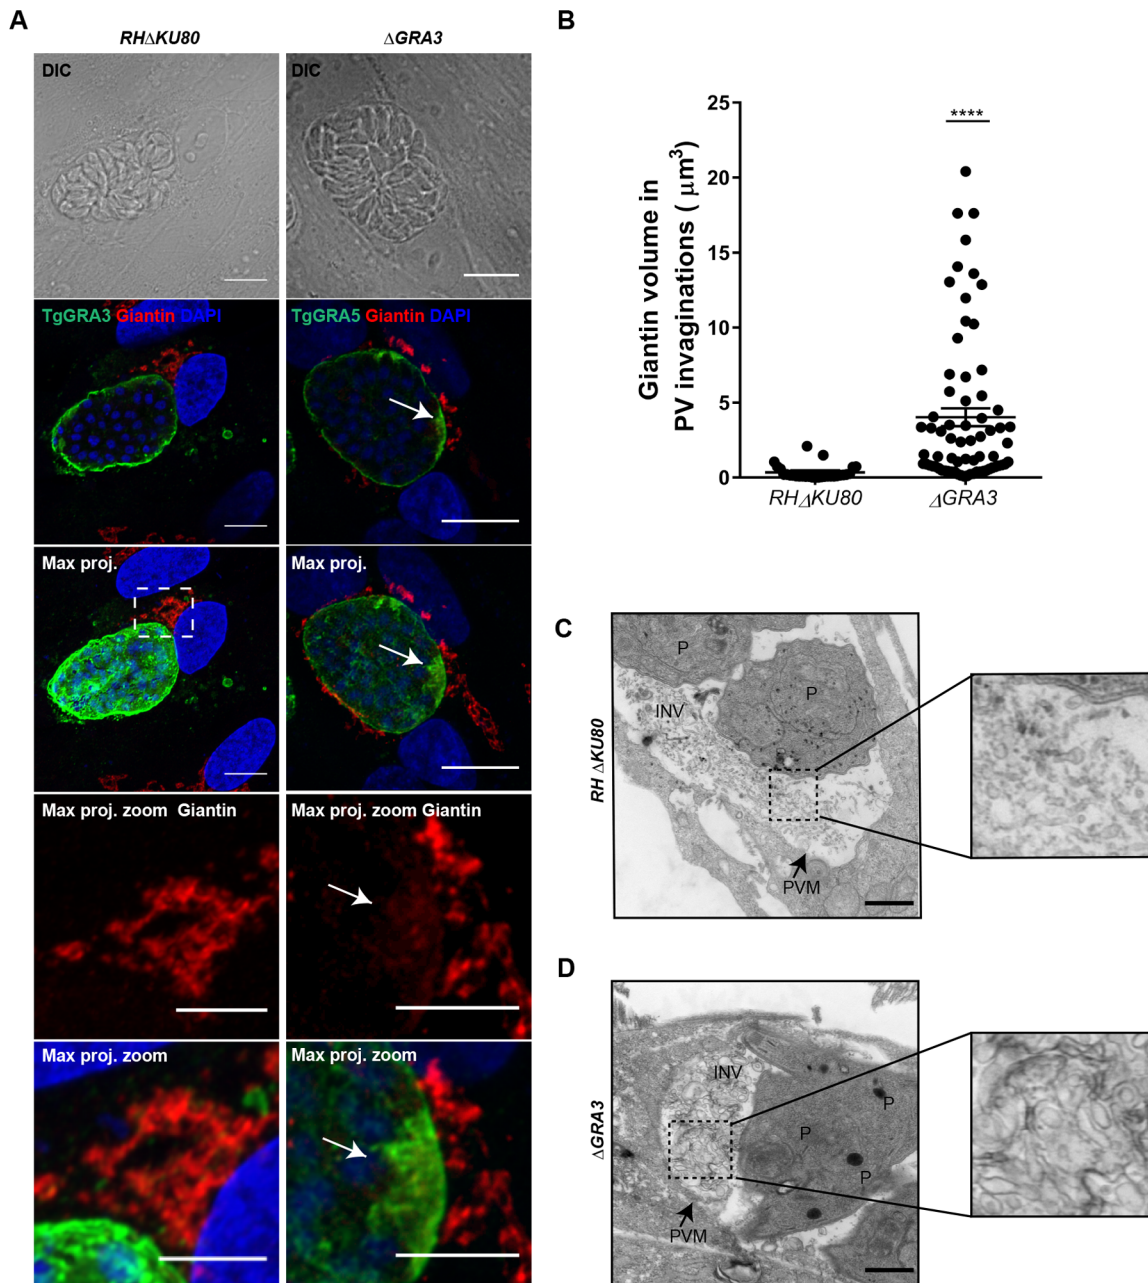 A
RHΔKU80
ΔGRA3
DIC
DIC
TgGRA3 Giantin DAPI
TgGRA5 Giantin DAPI
Max proj.
Max proj.
Max proj. zoom Giantin
Max proj. zoom Giantin
Max proj. zoom
Max proj. zoom
B
Giantin volume in
PV invaginations ( μm³)
25
20
15
10
5
0
****
RHΔKU80
ΔGRA3
C
RH ΔKU80
P
P
INV
PVM
D
ΔGRA3
INV
P
P
P
PVM